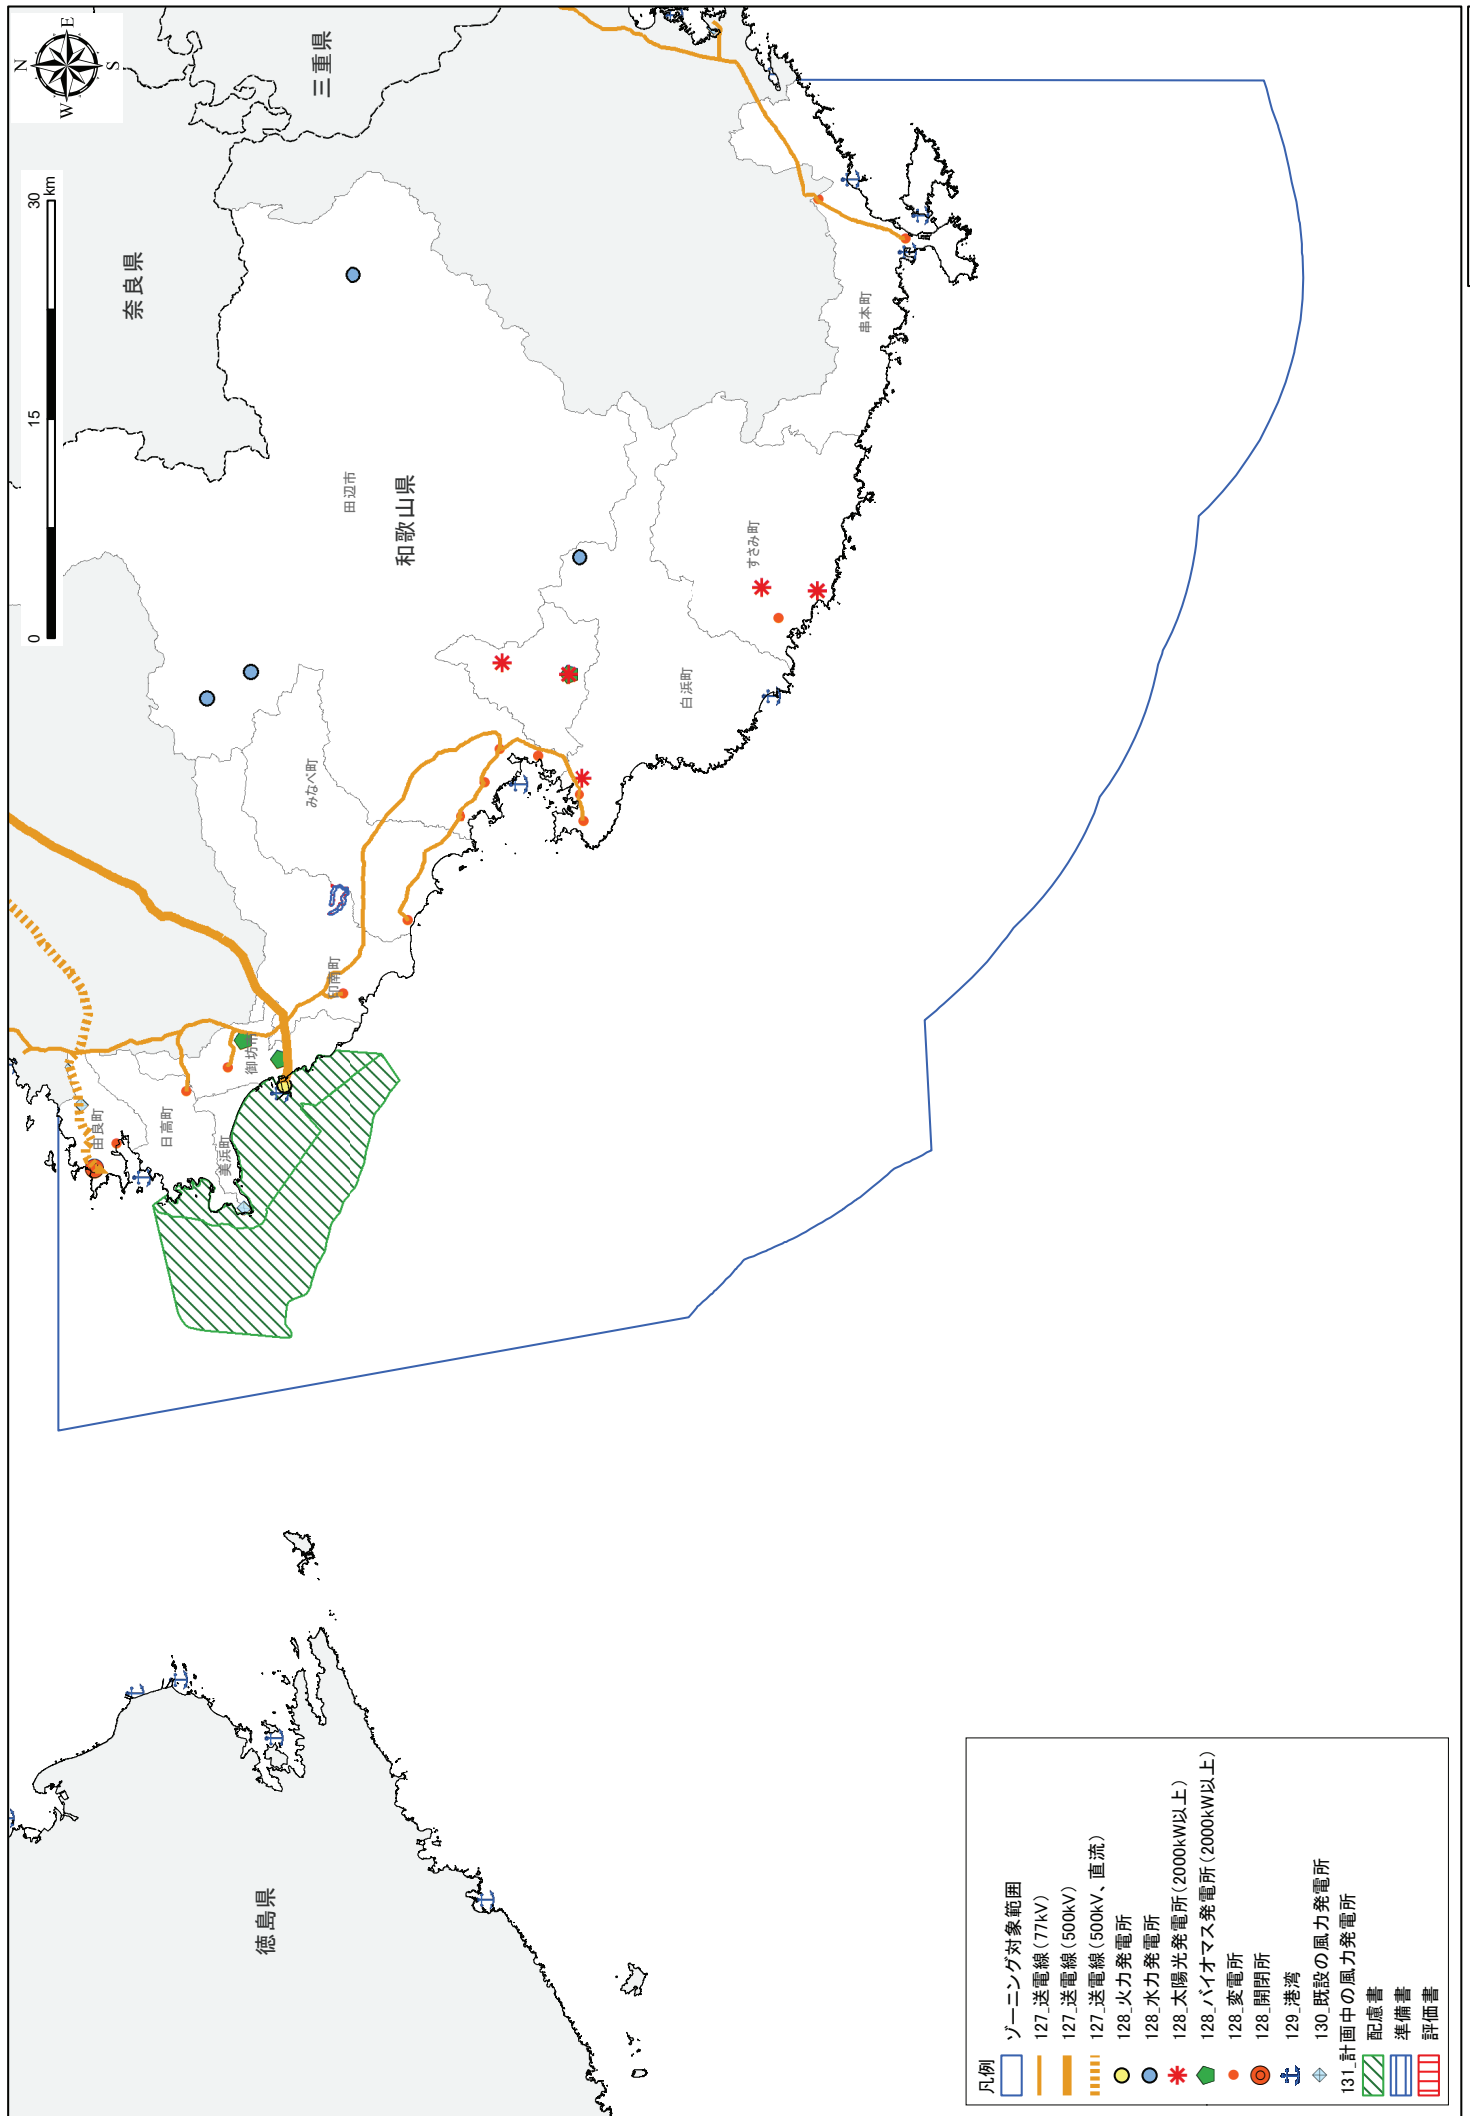 N
E
S
W
0
15
30
km
三重県
奈良県
和歌山県
徳島県
田辺市
みなべ町
印南町
御坊市
由良町
日高町
美浜町
白浜町
すさみ町
串本町
凡例
ゾーニング対象範囲
127_送電線(77kV)
127_送電線(500kV)
127_送電線(500kV、直流)
128_火力発電所
128_水力発電所
128_太陽光発電所(2000kW以上)
128_バイオマス発電所(2000kW以上)
128_変電所
128_開閉所
129_港湾
130_既設の風力発電所
131_計画中の風力発電所
配慮書
準備書
評価書